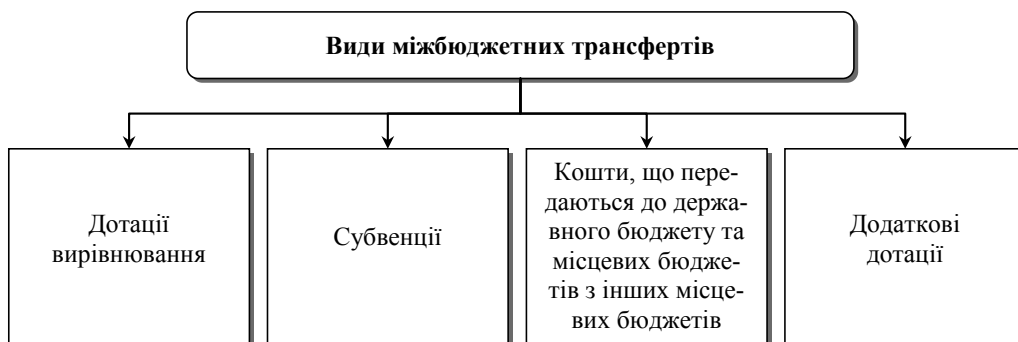 Види міжбюджетних трансфертів
Дотації
вирівнювання
Субвенції
Кошти, що пере-
даються до держа-
вного бюджету та
місцевих бюдже-
тів з інших місце-
вих бюджетів
Додаткові
дотації